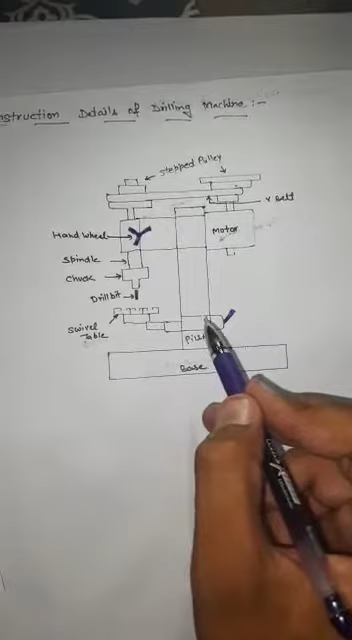 nstruction Details of Drilling Machine :-
Stepped Pulley
V belt
Hand wheel
Motor
Spindle
Chuck
Drill bit
Swivel
Table
Base